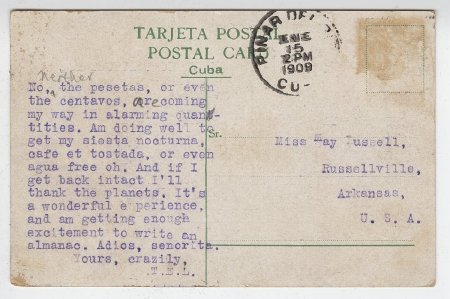 TARJETA POSTAL
POSTAL CARD
Cuba
PINAR DEL
ENE
15
2 PM
1909
CU-
neither
No, the pesetas, or even
the centavos, are coming
my way in alarming quan-
tities. Am doing well to
get my siesta nocturna,
cafe et tostada, or even
agua free oh. And if I
get back intact I'll
thank the planets. It's
a wonderful e perience,
and am getting enough
excitement to write an
almanac. Adios, senorita.
Yours, crazily,
.T.E.L.
Sr.
Miss May Russell,
Russellville,
Arkansas,
U. S. A.